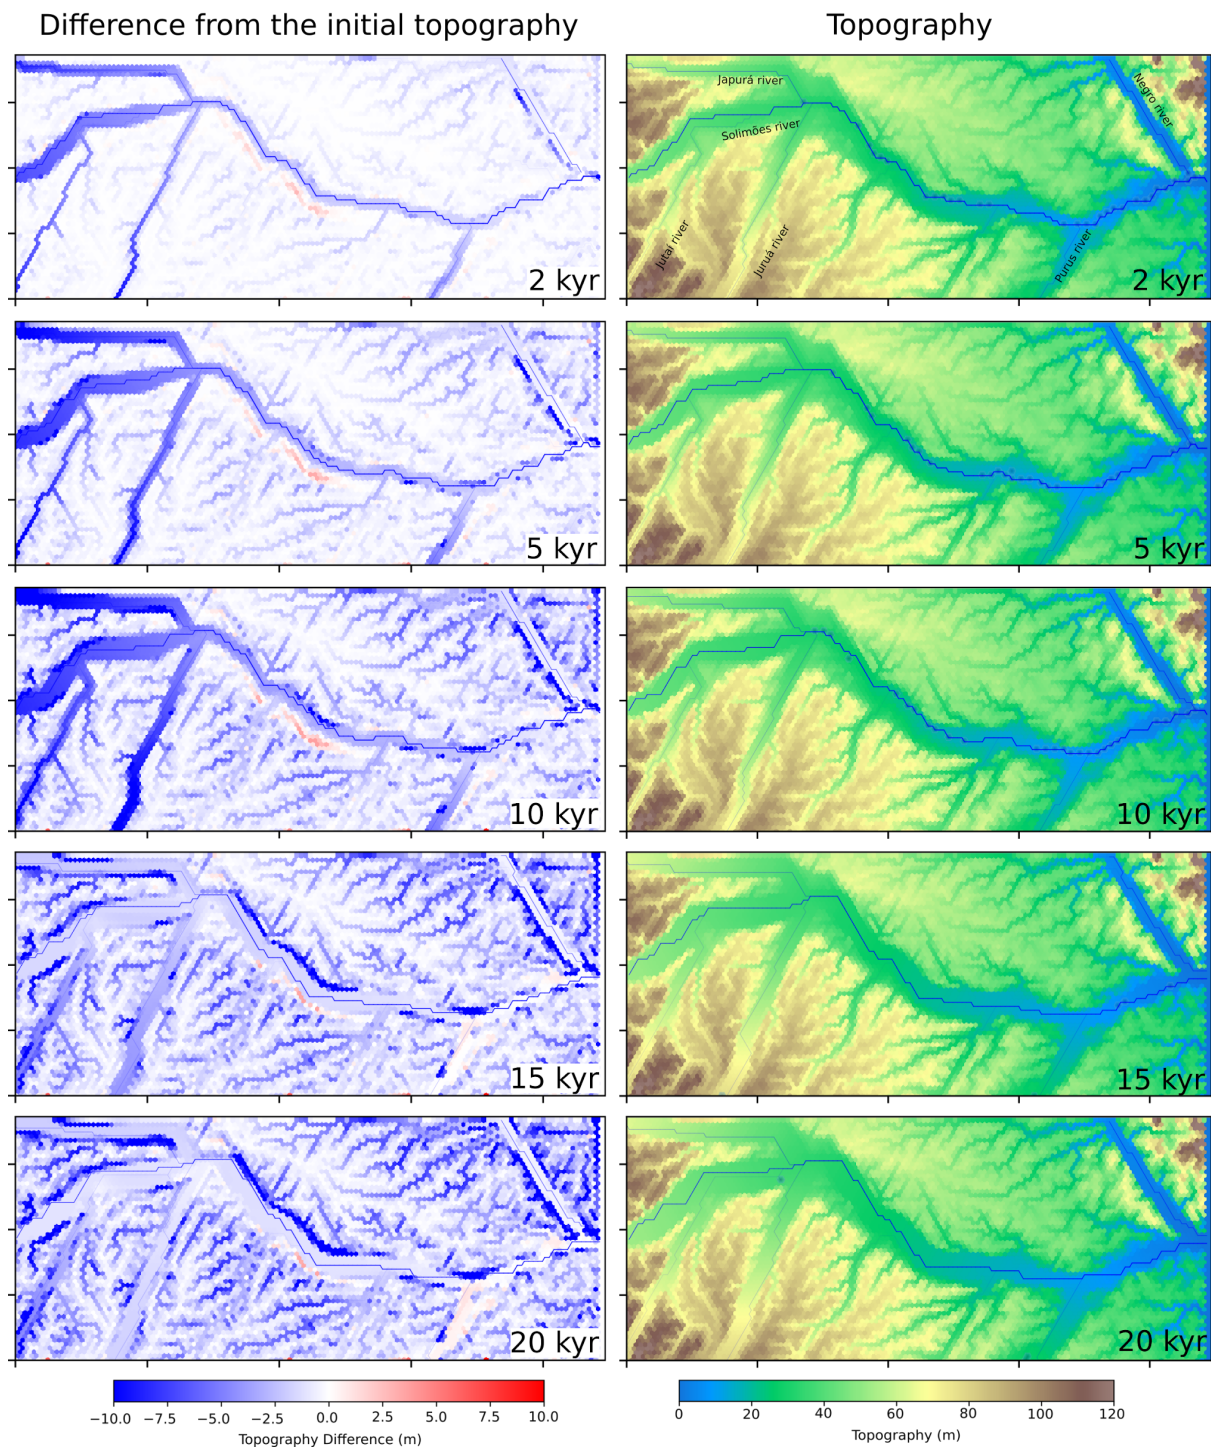 Difference from the initial topography
Topography
2 kyr
Japurá river
Solimões river
Negro river
Jutaí river
Juruá river
Purus river
2 kyr
5 kyr
5 kyr
10 kyr
10 kyr
15 kyr
15 kyr
20 kyr
20 kyr
−10.0 −7.5 −5.0 −2.5 0.0 2.5 5.0 7.5 10.0
Topography Difference (m)
0 20 40 60 80 100 120
Topography (m)